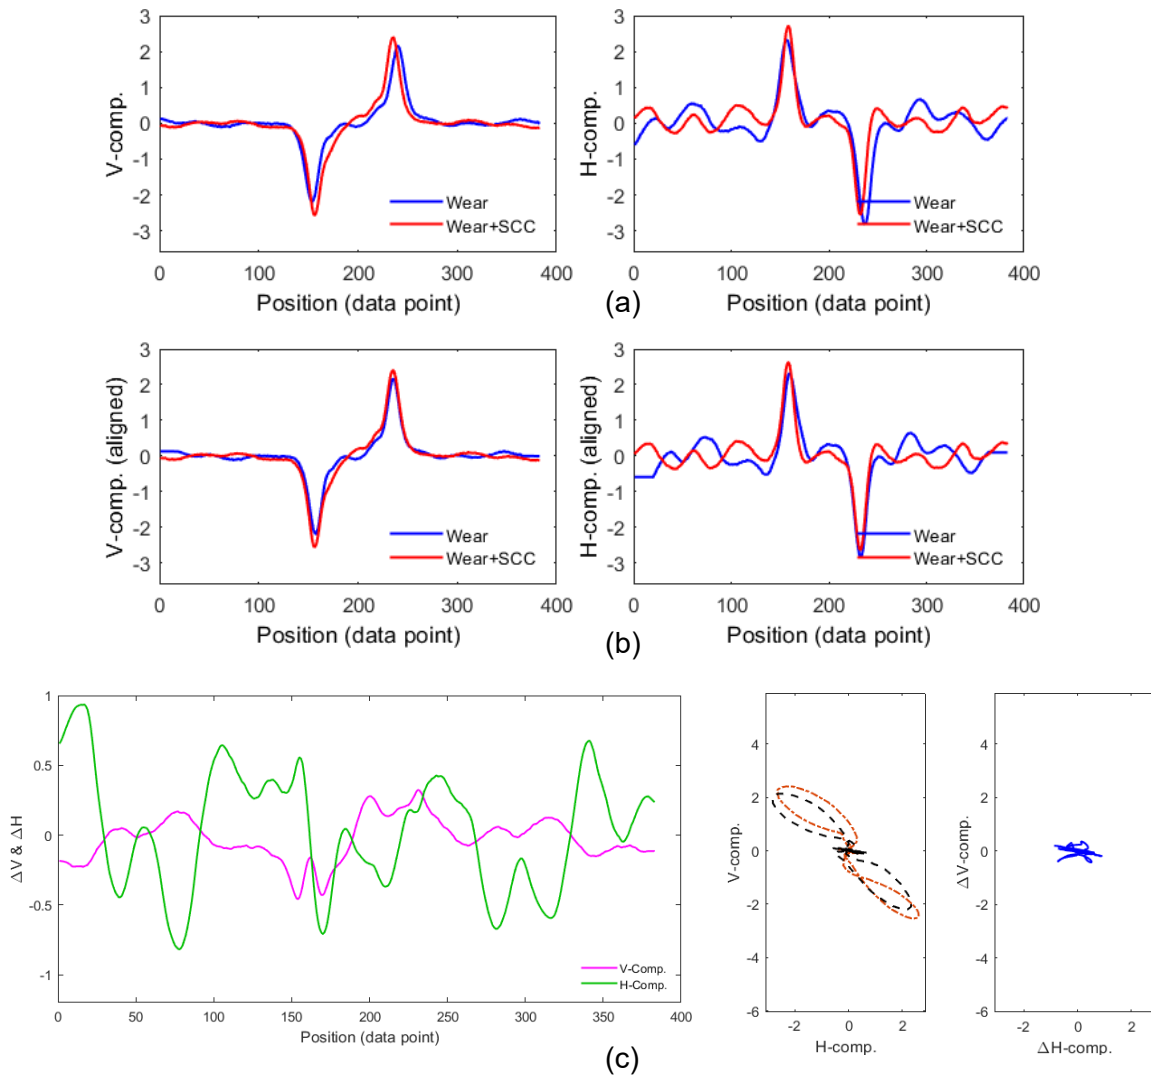 3
2
1
0
-1
-2
-3
V-comp.
Wear
Wear+SCC
0 100 200 300 400
Position (data point)
3
2
1
0
-1
-2
-3
H-comp.
Wear
Wear+SCC
0 100 200 300 400
Position (data point)
(a)
3
2
1
0
-1
-2
-3
V-comp. (aligned)
Wear
Wear+SCC
0 100 200 300 400
Position (data point)
3
2
1
0
-1
-2
-3
H-comp. (aligned)
Wear
Wear+SCC
0 100 200 300 400
Position (data point)
(b)
1
0.5
0
-0.5
-1
ΔV & ΔH
V-Comp.
H-Comp.
0 50 100 150 200 250 300 350 400
Position (data point)
4
2
0
-2
-4
-6
V-comp.
-2 0 2
H-comp.
4
2
0
-2
-4
-6
ΔV-comp.
-2 0 2
ΔH-comp.
(c)